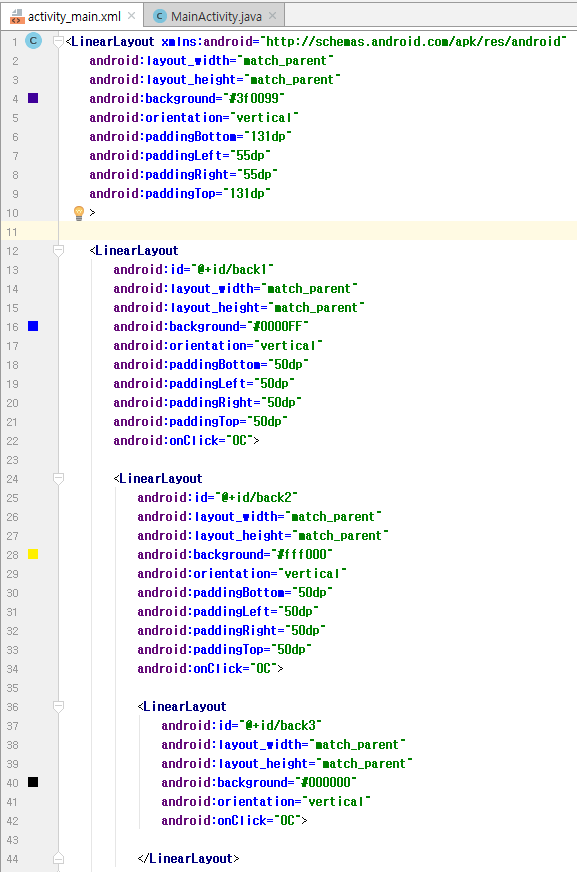 activity_main.xml MainActivity.java
1 <LinearLayout xmlns:android="http://schemas.android.com/apk/res/android"
2 android:layout_width="match_parent"
3 android:layout_height="match_parent"
4 android:background="#3f0099"
5 android:orientation="vertical"
6 android:paddingBottom="131dp"
7 android:paddingLeft="55dp"
8 android:paddingRight="55dp"
9 android:paddingTop="131dp"
10 >
11
12 <LinearLayout
13 android:id="@+id/back1"
14 android:layout_width="match_parent"
15 android:layout_height="match_parent"
16 android:background="#0000FF"
17 android:orientation="vertical"
18 android:paddingBottom="50dp"
19 android:paddingLeft="50dp"
20 android:paddingRight="50dp"
21 android:paddingTop="50dp"
22 android:onClick="OC">
23
24 <LinearLayout
25 android:id="@+id/back2"
26 android:layout_width="match_parent"
27 android:layout_height="match_parent"
28 android:background="#fff000"
29 android:orientation="vertical"
30 android:paddingBottom="50dp"
31 android:paddingLeft="50dp"
32 android:paddingRight="50dp"
33 android:paddingTop="50dp"
34 android:onClick="OC">
35
36 <LinearLayout
37 android:id="@+id/back3"
38 android:layout_width="match_parent"
39 android:layout_height="match_parent"
40 android:background="#000000"
41 android:orientation="vertical"
42 android:onClick="OC">
43
44 </LinearLayout>